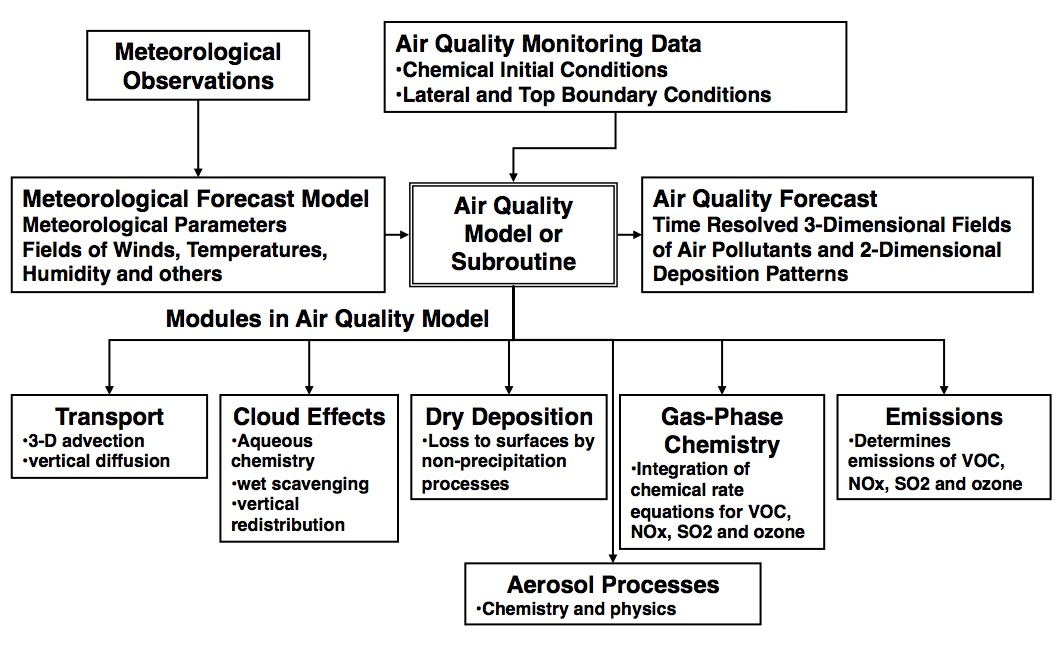 Meteorological
Observations
Air Quality Monitoring Data
•Chemical Initial Conditions
•Lateral and Top Boundary Conditions
Meteorological Forecast Model
Meteorological Parameters
Fields of Winds, Temperatures,
Humidity and others
Air Quality
Model or
Subroutine
Air Quality Forecast
Time Resolved 3-Dimensional Fields
of Air Pollutants and 2-Dimensional
Deposition Patterns
Modules in Air Quality Model
Transport
•3-D advection
•vertical diffusion
Cloud Effects
•Aqueous
chemistry
•wet scavenging
•vertical
redistribution
Dry Deposition
•Loss to surfaces by
non-precipitation
processes
Gas-Phase
Chemistry
•Integration of
chemical rate
equations for VOC,
NOx, SO2 and ozone
Emissions
•Determines
emissions of VOC,
NOx, SO2 and ozone
Aerosol Processes
•Chemistry and physics